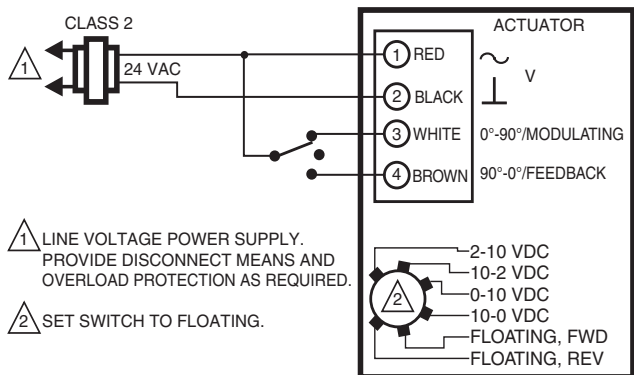 CLASS 2
24 VAC
1
ACTUATOR
1 RED
V
2 BLACK
3 WHITE 0°-90°/MODULATING
4 BROWN 90°-0°/FEEDBACK
1 LINE VOLTAGE POWER SUPPLY.
PROVIDE DISCONNECT MEANS AND
OVERLOAD PROTECTION AS REQUIRED.
2 SET SWITCH TO FLOATING.
2
2-10 VDC
10-2 VDC
0-10 VDC
10-0 VDC
FLOATING, FWD
FLOATING, REV